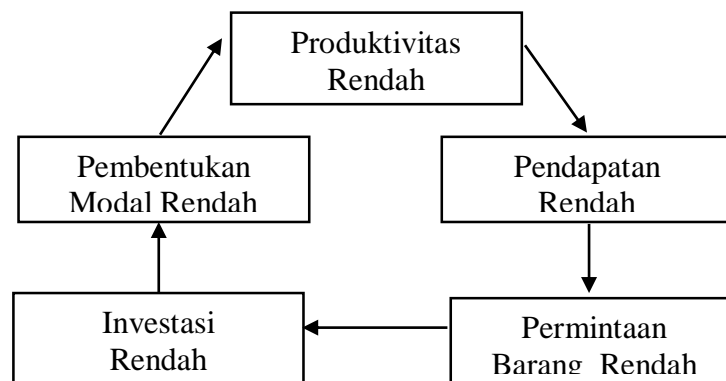 Produktivitas
Rendah
Pembentukan
Modal Rendah
Pendapatan
Rendah
Investasi
Rendah
Permintaan
Barang Rendah